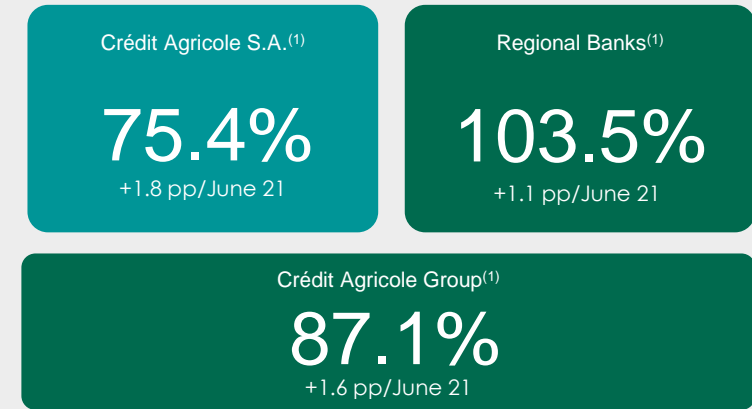 Crédit Agricole S.A.(1)
75.4%
+1.8 pp/June 21
Regional Banks(1)
103.5%
+1.1 pp/June 21
Crédit Agricole Group(1)
87.1%
+1.6 pp/June 21